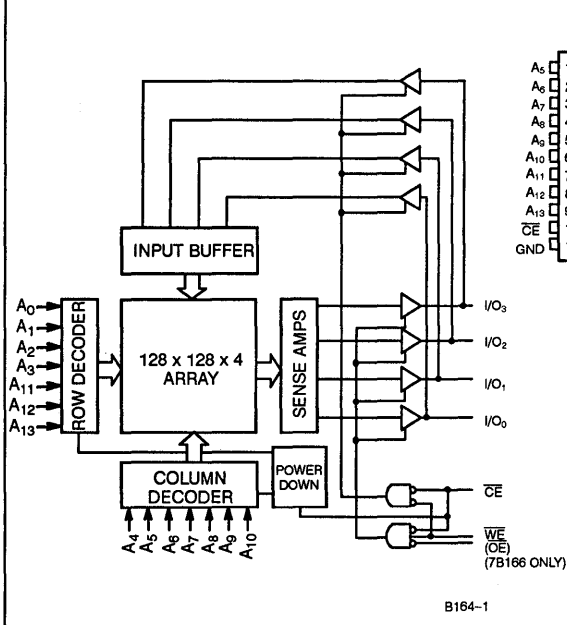 INPUT BUFFER
A0
A1
A2
A3
A11
A12
A13
ROW DECODER
128 x 128 x 4
ARRAY
SENSE AMPS
I/O3
I/O2
I/O1
I/O0
COLUMN
DECODER
POWER
DOWN
A4
A5
A6
A7
A8
A9
A10
CE
WE
(OE)
(7B166 ONLY)
B164-1
A5
A6
A7
A8
A9
A10
A11
A12
A13
CE
GND